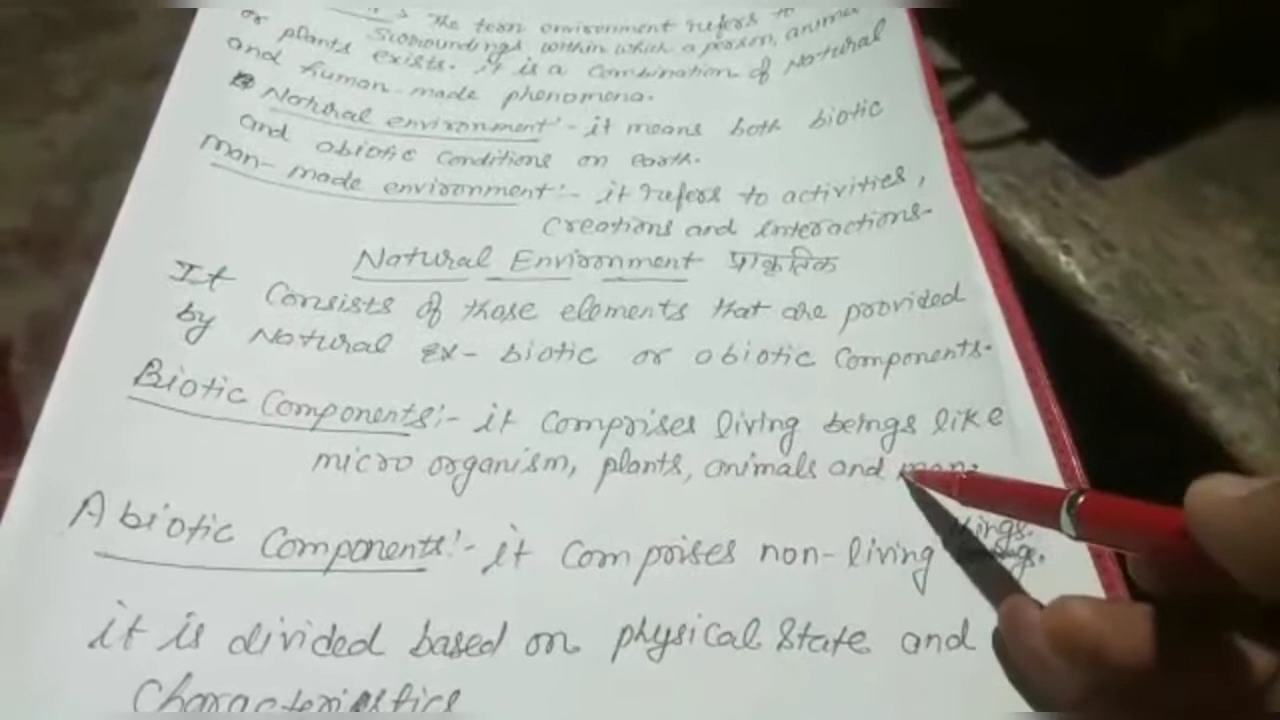 The term environment refers to
surroundings within which a person, animal
or plants exists. it is a combination of Natural
and human-made phenomena.
Natural environment :- it means both biotic
and abiotic conditions on Earth.
Man-made environment :- it refers to activities,
Creations and interactions-
Natural Environment प्राकृतिक
It Consists of those elements that are provided
by Natural Ex- biotic or abiotic Components.
Biotic Components :- it comprises living beings like
micro organism, plants, animals and man.
Abiotic Components :- it comprises non-living things.
it is divided based on physical State and
Characteristics